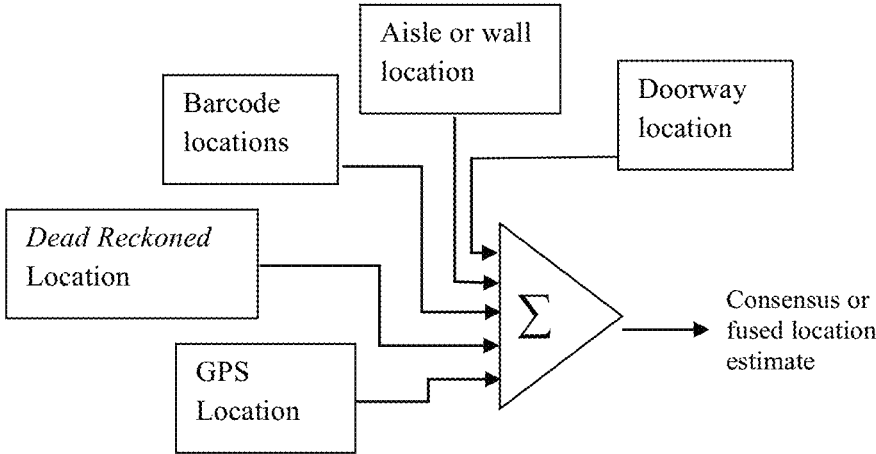 Aisle or wall
location
Barcode
locations
Doorway
location
Dead Reckoned
Location
GPS
Location
∑
Consensus or
fused location
estimate